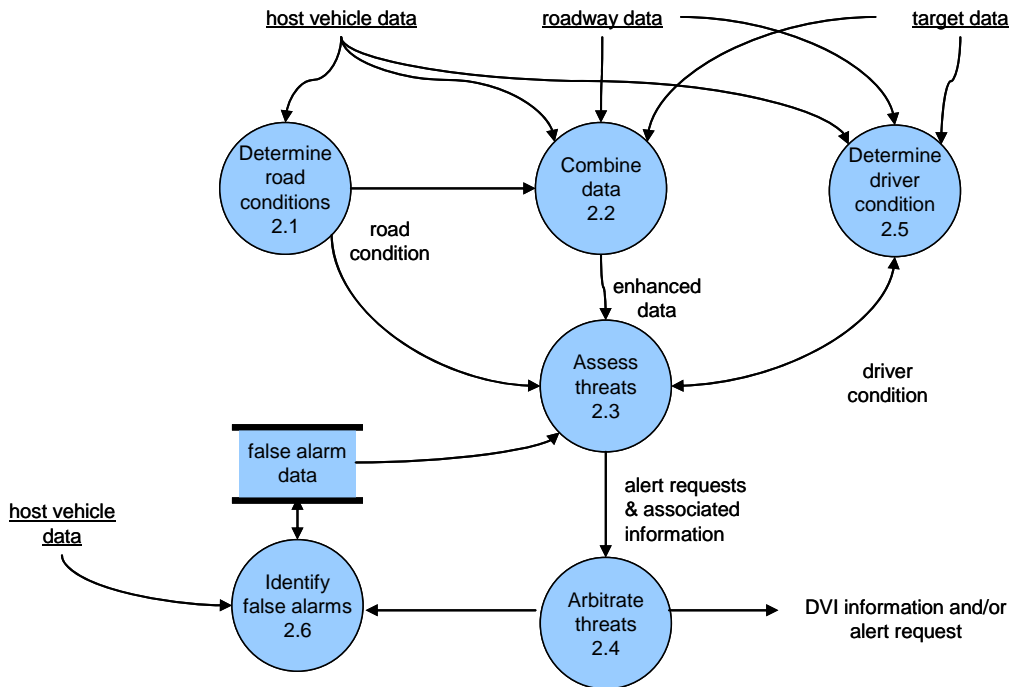 host vehicle data
roadway data
target data
Determine
road
conditions
2.1
Combine
data
2.2
Determine
driver
condition
2.5
road
condition
enhanced
data
Assess
threats
2.3
driver
condition
false alarm
data
alert requests
& associated
information
host vehicle
data
Identify
false alarms
2.6
Arbitrate
threats
2.4
DVI information and/or
alert request